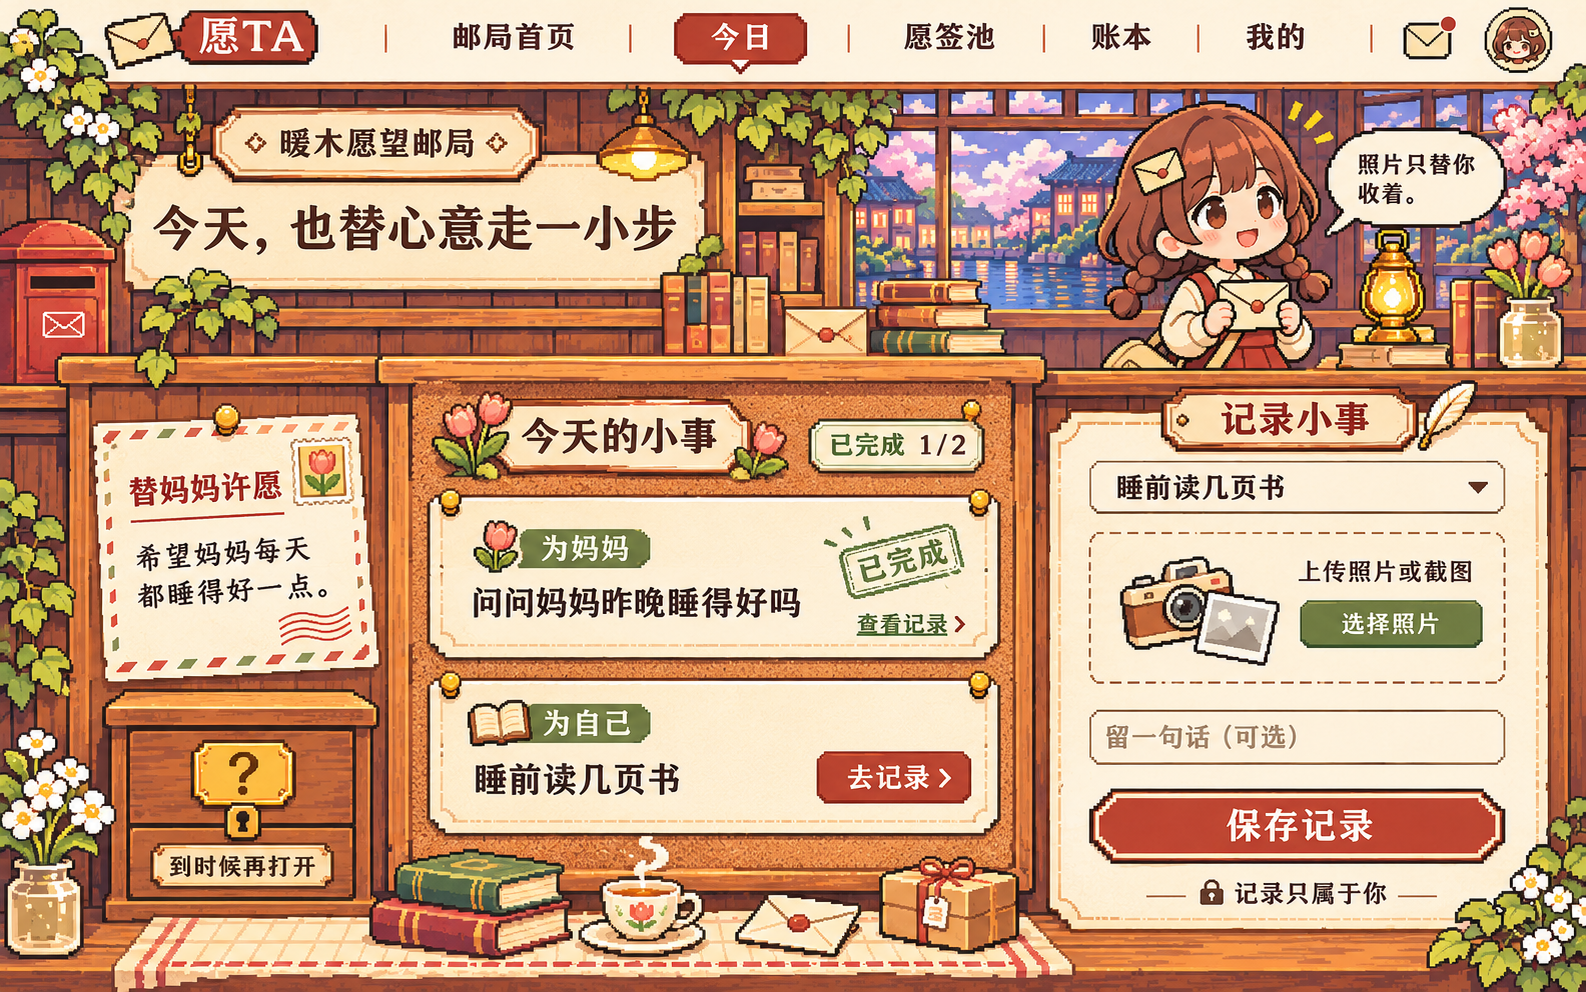 愿TA
邮局首页
今日
愿签池
账本
我的
暖木愿望邮局
今天，也替心意走一小步
照片只替你
收着。
替妈妈许愿
希望妈妈每天
都睡得好一点。
?
到时候再打开
今天的小事
已完成 1/2
为妈妈
问问妈妈昨晚睡得好吗
已完成
查看记录
为自己
睡前读几页书
去记录
记录小事
睡前读几页书
上传照片或截图
选择照片
留一句话（可选）
保存记录
记录只属于你